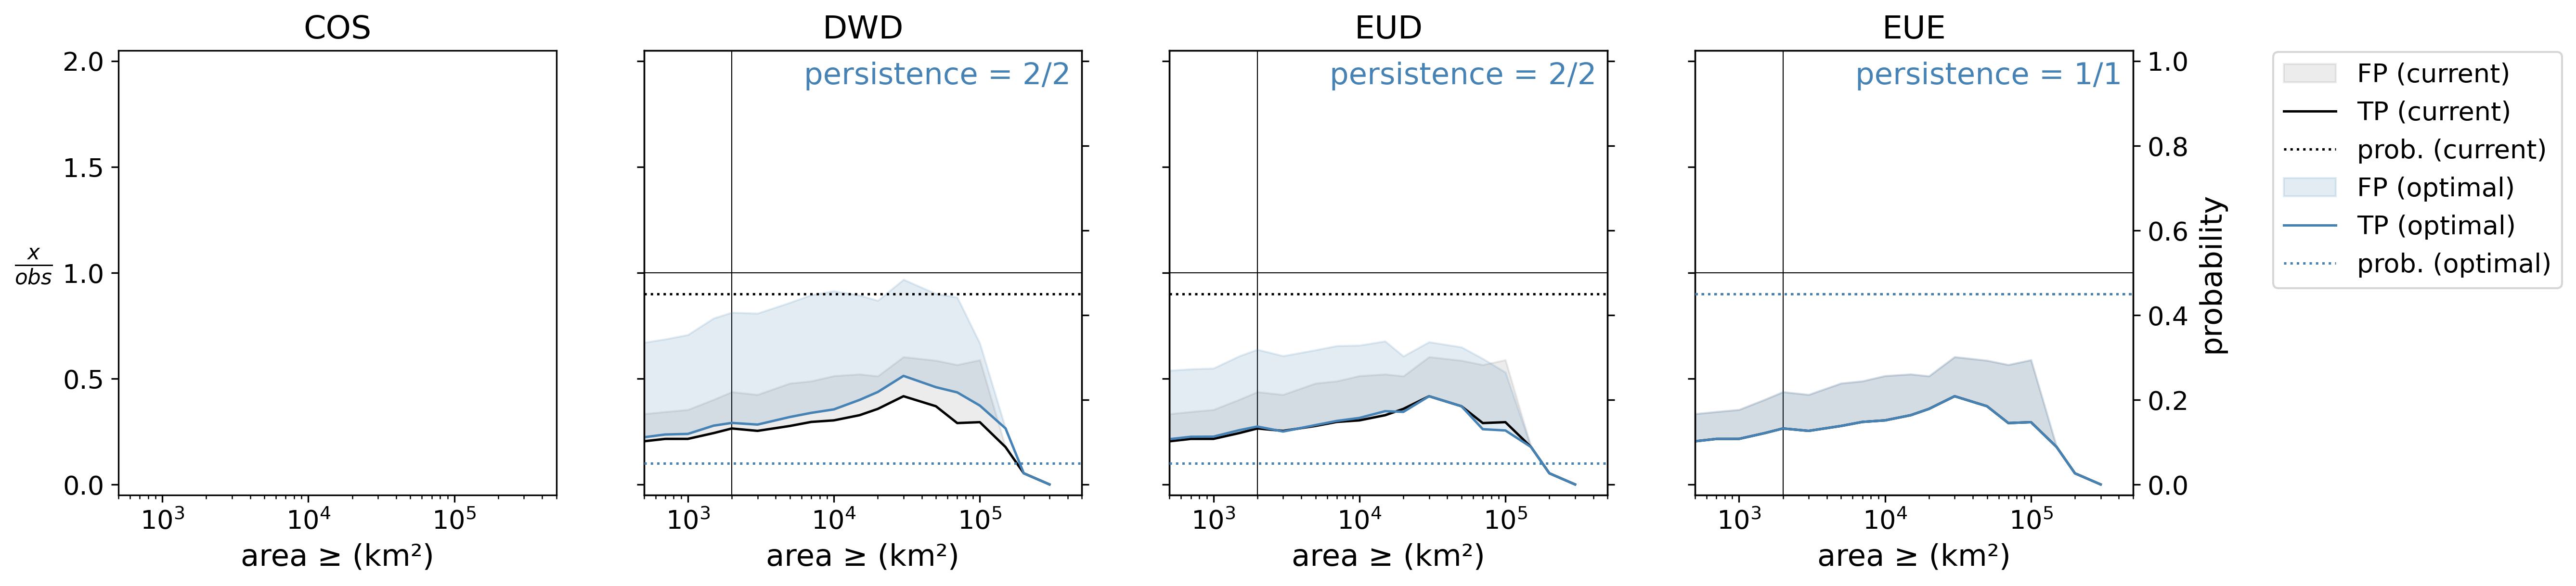 COS
DWD
EUD
EUE
2.0
1.5
1.0
0.5
0.0
x
obs
10³
10⁴
10⁵
area ≥ (km²)
persistence = 2/2
10³
10⁴
10⁵
area ≥ (km²)
persistence = 2/2
10³
10⁴
10⁵
area ≥ (km²)
persistence = 1/1
10³
10⁴
10⁵
area ≥ (km²)
1.0
0.8
0.6
0.4
0.2
0.0
probability
FP (current)
TP (current)
prob. (current)
FP (optimal)
TP (optimal)
prob. (optimal)